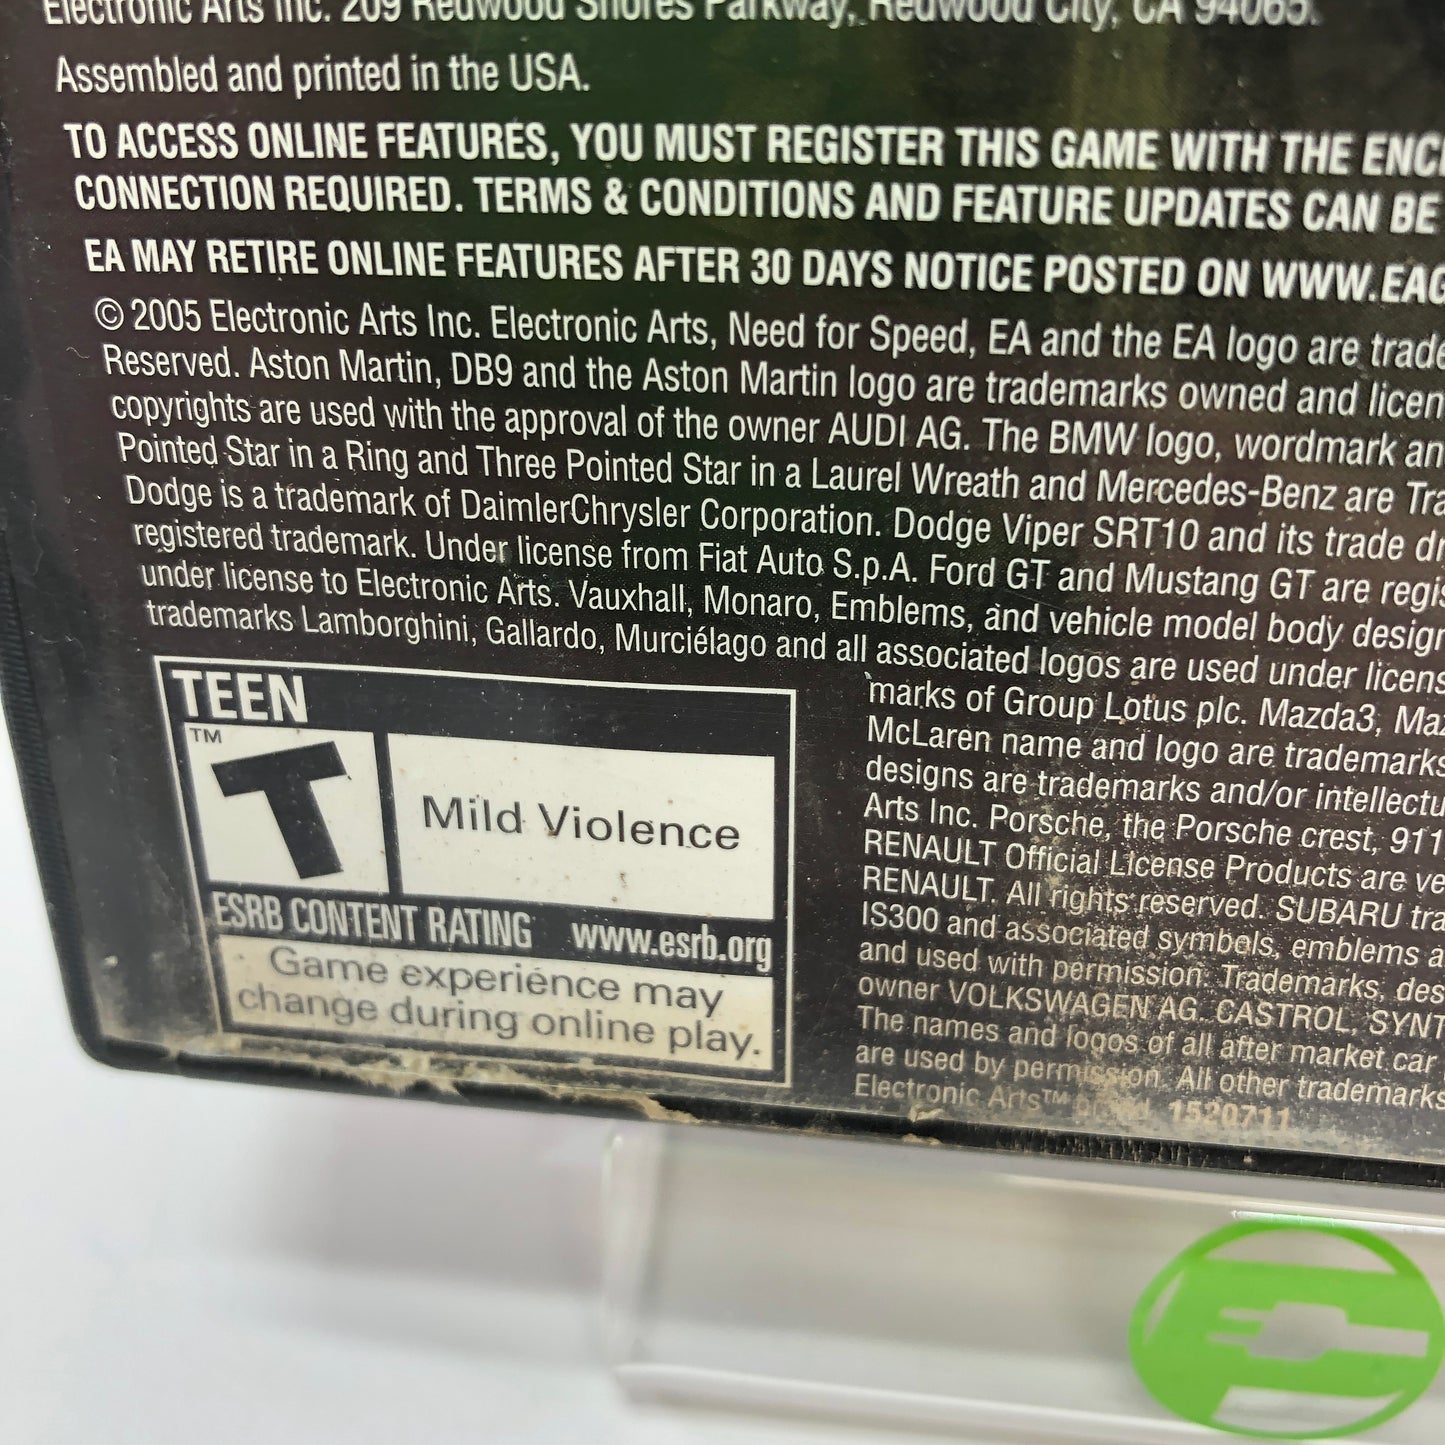 Electronic Arts Inc. 209 Redwood Shores Parkway, Redwood City, CA 94065.
Assembled and printed in the USA.
TO ACCESS ONLINE FEATURES, YOU MUST REGISTER THIS GAME WITH THE ENCL
CONNECTION REQUIRED. TERMS & CONDITIONS AND FEATURE UPDATES CAN BE
EA MAY RETIRE ONLINE FEATURES AFTER 30 DAYS NOTICE POSTED ON WWW.EAG
© 2005 Electronic Arts Inc. Electronic Arts, Need for Speed, EA and the EA logo are trade
Reserved. Aston Martin, DB9 and the Aston Martin logo are trademarks owned and licen
copyrights are used with the approval of the owner AUDI AG. The BMW logo, wordmark an
Pointed Star in a Ring and Three Pointed Star in a Laurel Wreath and Mercedes-Benz are Tra
Dodge is a trademark of DaimlerChrysler Corporation. Dodge Viper SRT10 and its trade dr
registered trademark. Under license from Fiat Auto S.p.A. Ford GT and Mustang GT are regis
under license to Electronic Arts. Vauxhall, Monaro, Emblems, and vehicle model body design
trademarks Lamborghini, Gallardo, Murciélago and all associated logos are used under licens
marks of Group Lotus plc. Mazda3, Maz
McLaren name and logo are trademarks
designs are trademarks and/or intellectu
Arts Inc. Porsche, the Porsche crest, 911
RENAULT Official License Products are ve
RENAULT. All rights reserved. SUBARU tra
IS300 and associated symbols, emblems a
and used with permission. Trademarks, des
owner VOLKSWAGEN AG. CASTROL, SYNT
The names and logos of all after market car
are used by permission. All other trademarks
Electronic Arts™ brand. 1520711
TEEN
T™
Mild Violence
ESRB CONTENT RATING www.esrb.org
Game experience may
change during online play.